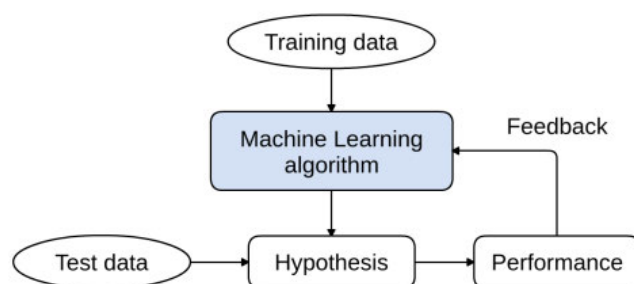 Training data
Machine Learning
algorithm
Feedback
Test data
Hypothesis
Performance